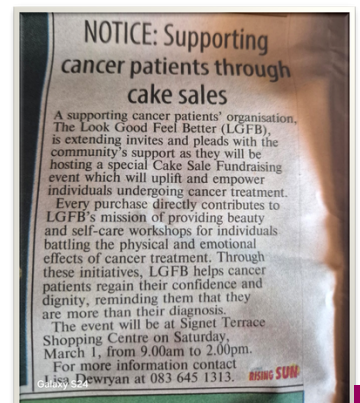 NOTICE: Supporting
cancer patients through
cake sales
A supporting cancer patients' organisation,
The Look Good Feel Better (LGFB),
is extending invites and pleads with the
community's support as they will be
hosting a special Cake Sale Fundraising
event which will uplift and empower
individuals undergoing cancer treatment.
Every purchase directly contributes to
LGFB's mission of providing beauty
and self-care workshops for individuals
battling the physical and emotional
effects of cancer treatment. Through
these initiatives, LGFB helps cancer
patients regain their confidence and
dignity, reminding them that they
are more than their diagnosis.
The event will be at Signet Terrace
Shopping Centre on Saturday,
March 1, from 9.00am to 2.00pm.
For more information contact
Lisa Dewryan at 083 645 1313. RISING SUN
Galaxy S24